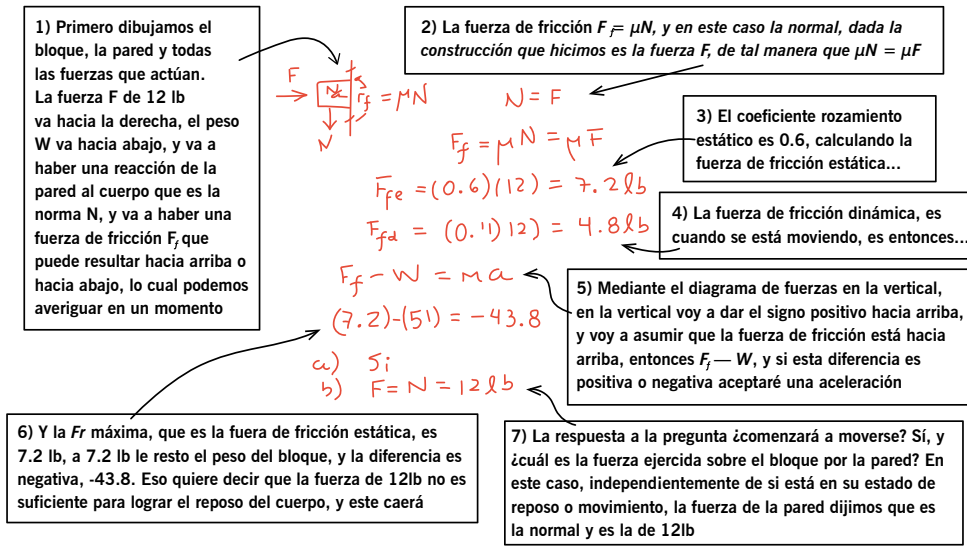 1) Primero dibujamos el
bloque, la pared y todas
las fuerzas que actúan.
La fuerza F de 12 lb
va hacia la derecha, el peso
W va hacia abajo, y va a
haber una reacción de la
pared al cuerpo que es la
norma N, y va a haber una
fuerza de fricción F_f que
puede resultar hacia arriba o
hacia abajo, lo cual podemos
averiguar en un momento
2) La fuerza de fricción F_f = μN, y en este caso la normal, dada la
construcción que hicimos es la fuerza F, de tal manera que μN = μF
F
F_f = μN
N = F
F_f = μN = μF
3) El coeficiente rozamiento
estático es 0.6, calculando la
fuerza de fricción estática...
F_fe = (0.6)(12) = 7.2 lb
4) La fuerza de fricción dinámica, es
cuando se está moviendo, es entonces...
= 4.8 lb
F_f - W = ma
5) Mediante el diagrama de fuerzas en la vertical,
en la vertical voy a dar el signo positivo hacia arriba,
y voy a asumir que la fuerza de fricción está hacia
arriba, entonces F_f — W, y si esta diferencia es
positiva o negativa aceptaré una aceleración
(7.2)-(51) = -43.8
a) Si
b) F = N = 12 lb
6) Y la Fr máxima, que es la fuera de fricción estática, es
7.2 lb, a 7.2 lb le resto el peso del bloque, y la diferencia es
negativa, -43.8. Eso quiere decir que la fuerza de 12lb no es
suficiente para lograr el reposo del cuerpo, y este caerá
7) La respuesta a la pregunta ¿comenzará a moverse? Sí, y
¿cuál es la fuerza ejercida sobre el bloque por la pared? En
este caso, independientemente de si está en su estado de
reposo o movimiento, la fuerza de la pared dijimos que es
la normal y es la de 12lb